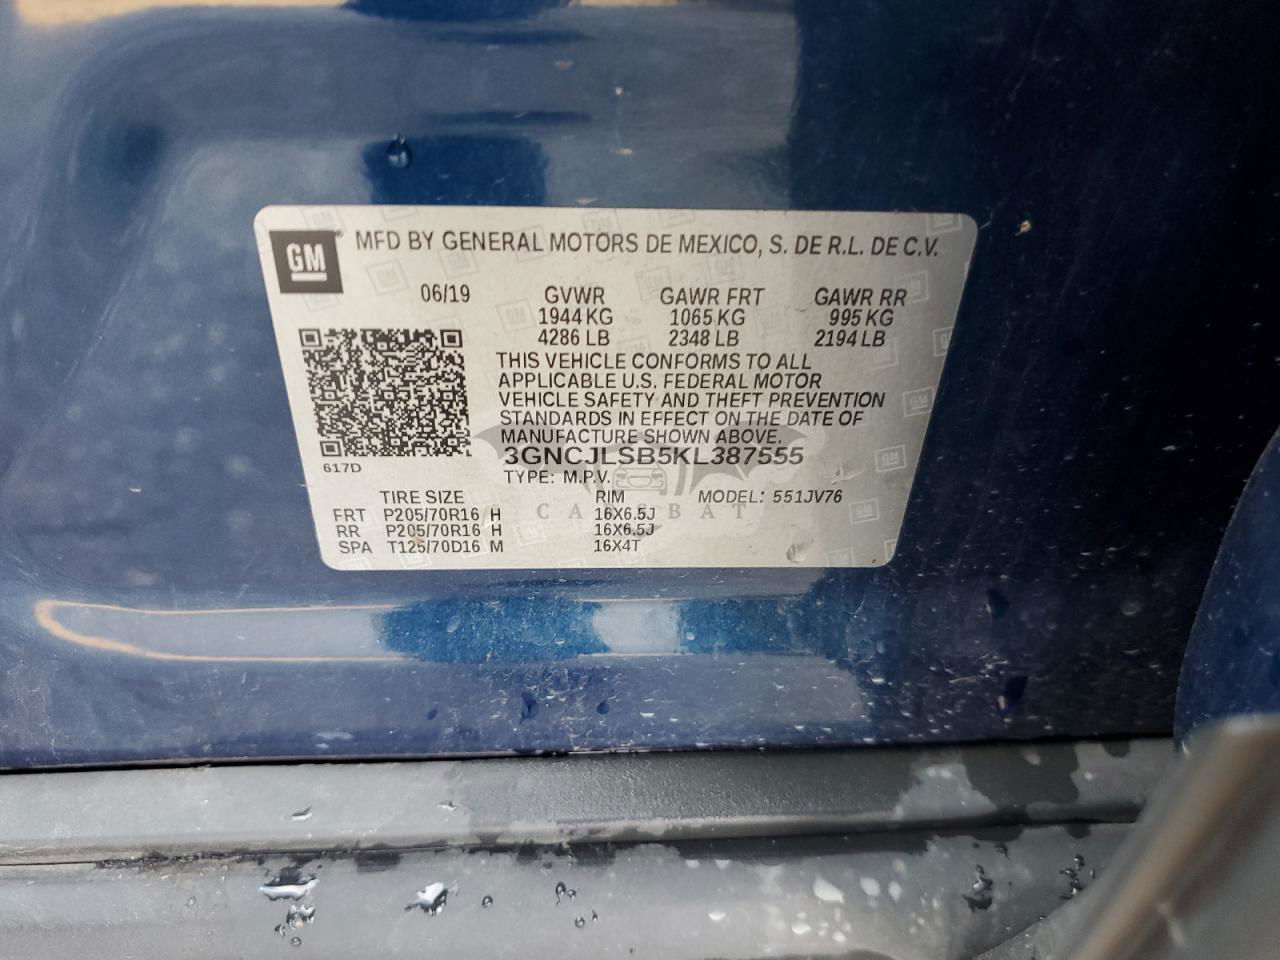 GM
MFD BY GENERAL MOTORS DE MEXICO, S. DE R.L. DE C.V.
06/19 GVWR GAWR FRT GAWR RR
1944 KG 1065 KG 995 KG
4286 LB 2348 LB 2194 LB
THIS VEHICLE CONFORMS TO ALL
APPLICABLE U.S. FEDERAL MOTOR
VEHICLE SAFETY AND THEFT PREVENTION
STANDARDS IN EFFECT ON THE DATE OF
MANUFACTURE SHOWN ABOVE.
3GNCJLSB5KL387555
617D
TYPE: M.P.V.
TIRE SIZE RIM MODEL: 551JV76
FRT P205/70R16 H 16X6.5J
RR P205/70R16 H 16X6.5J
SPA T125/70D16 M 16X4T